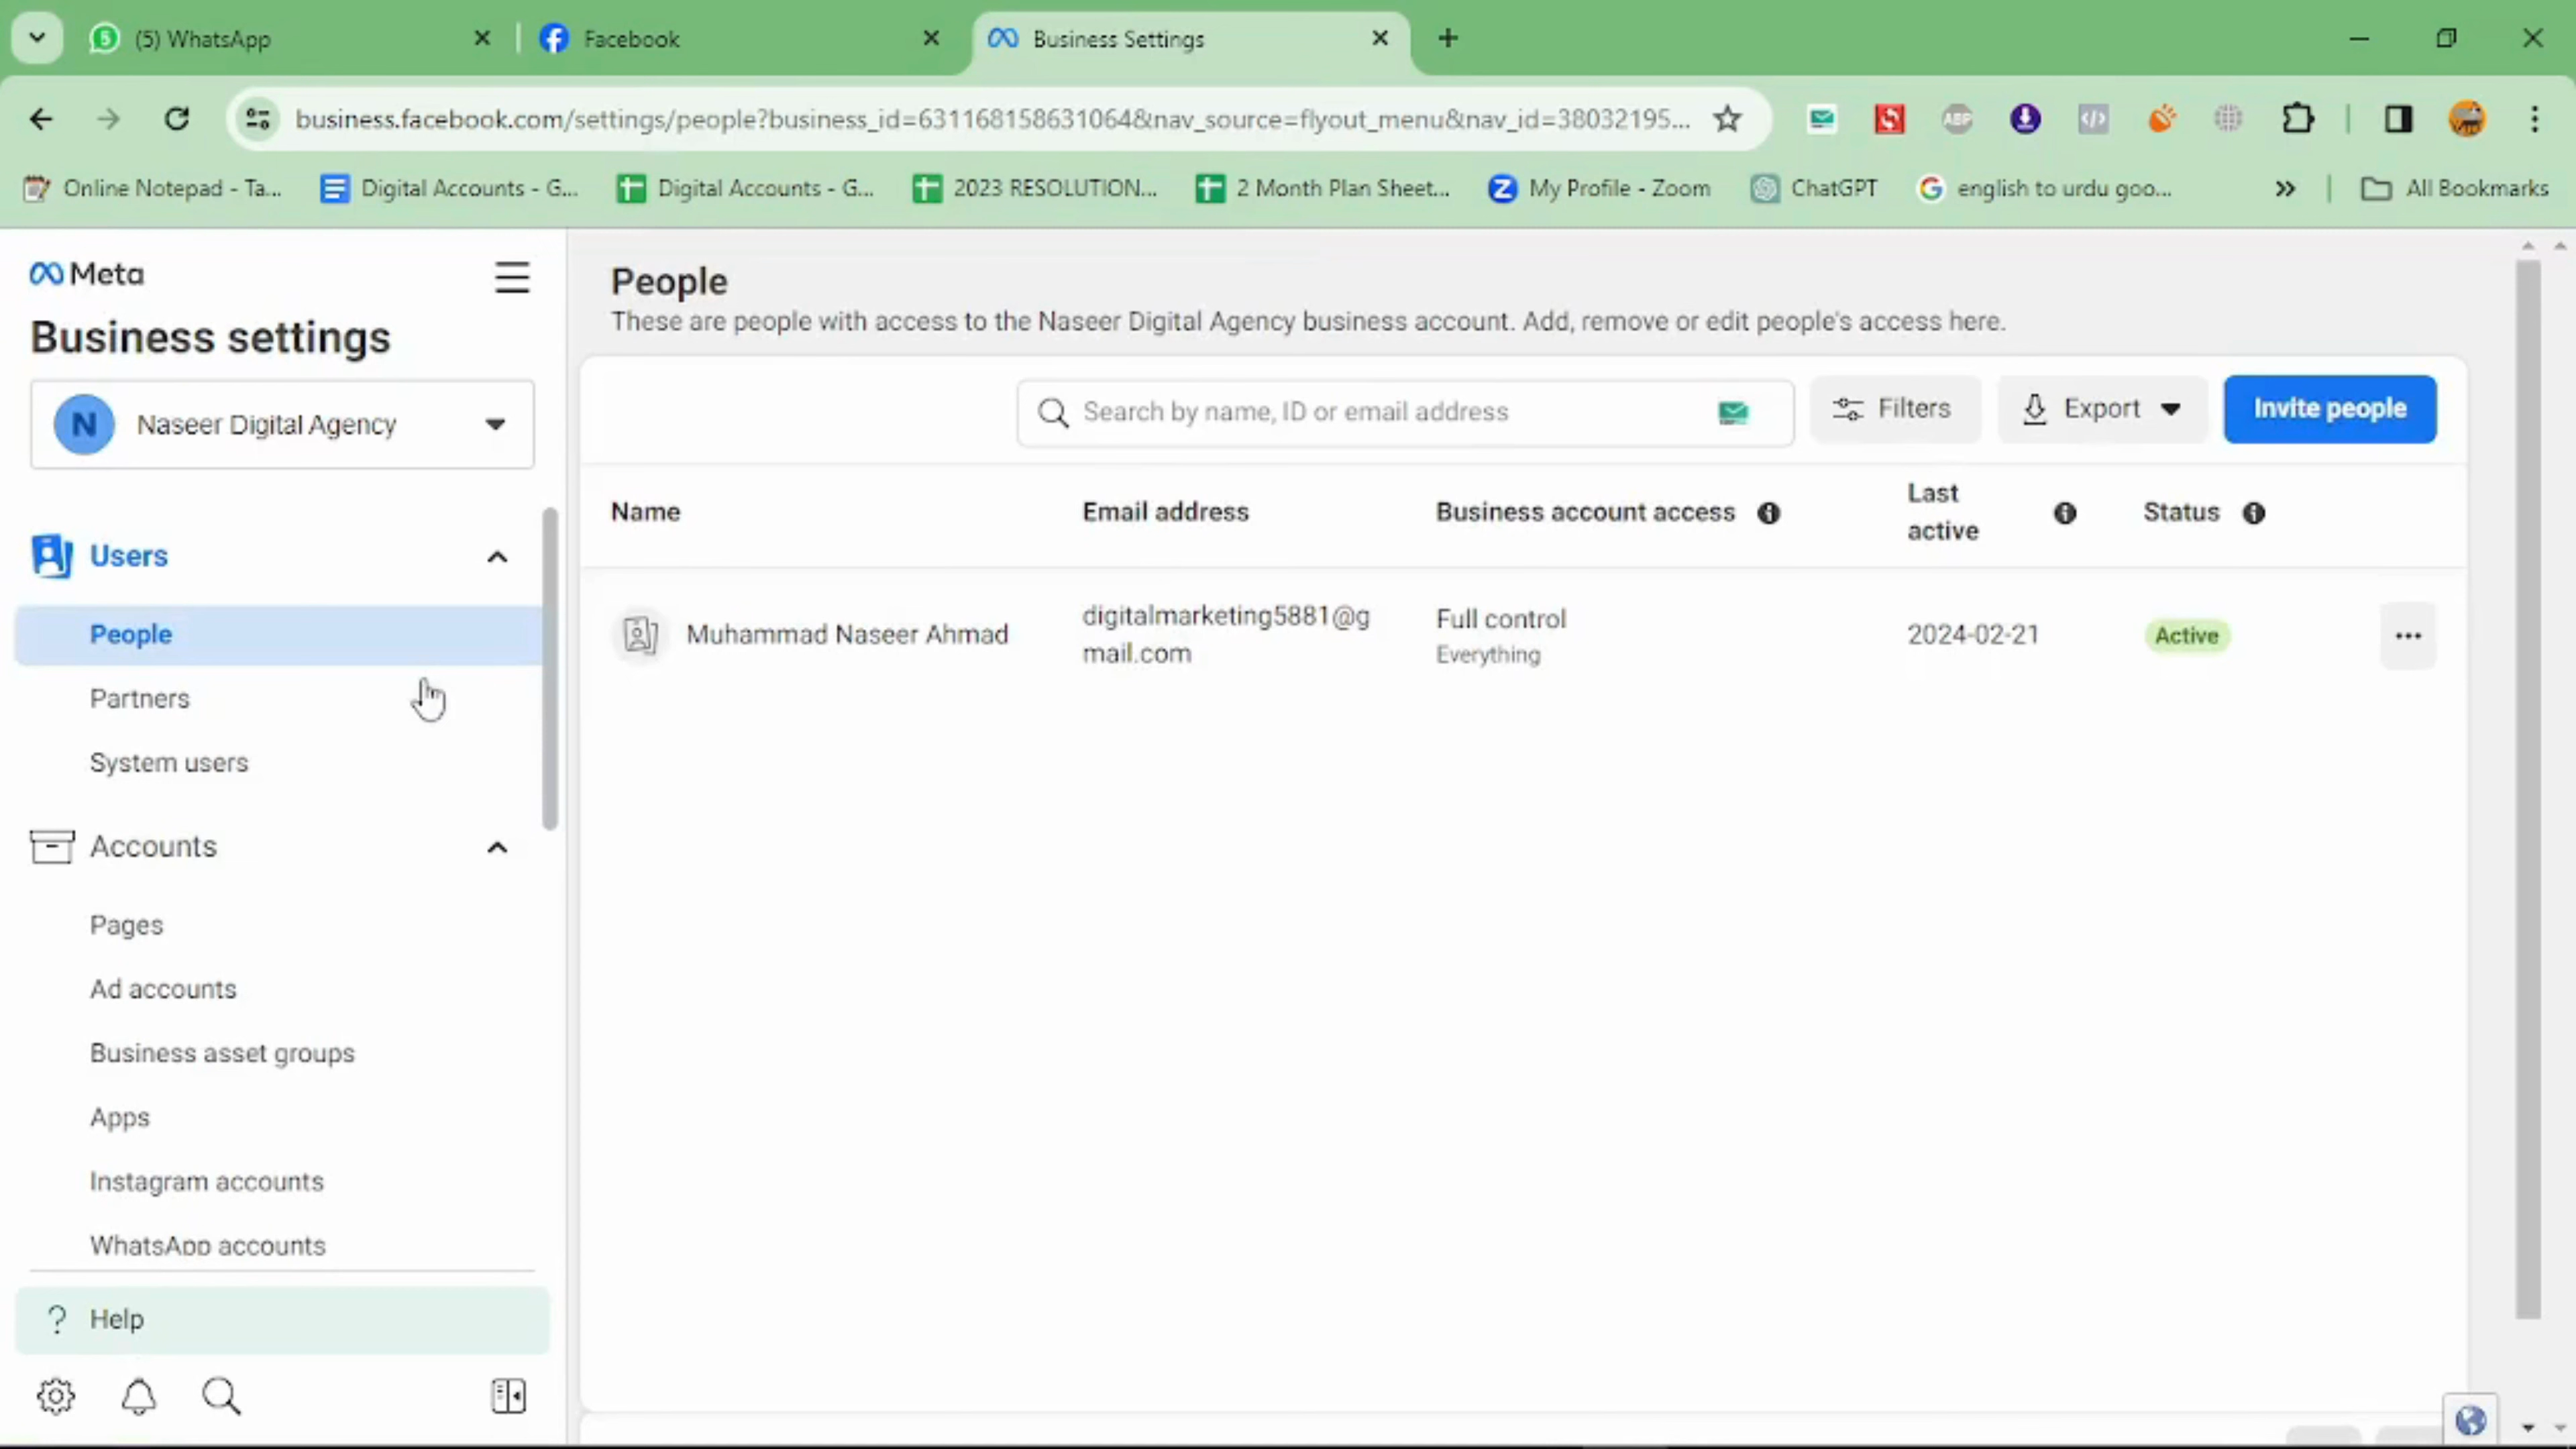 (5) WhatsApp
Facebook
Business Settings
business.facebook.com/settings/people?business_id=631168158631064&nav_source=flyout_menu&nav_id=38032195...
ABP
Online Notepad - Ta...
Digital Accounts - G...
Digital Accounts - G...
2023 RESOLUTION...
2 Month Plan Sheet...
My Profile - Zoom
ChatGPT
english to urdu goo...
All Bookmarks
Meta
Business settings
N
Naseer Digital Agency
Users
People
Partners
System users
Accounts
Pages
Ad accounts
Business asset groups
Apps
Instagram accounts
WhatsApp accounts
Help
People
These are people with access to the Naseer Digital Agency business account. Add, remove or edit people's access here.
Search by name, ID or email address
Filters
Export
Invite people
Name
Email address
Business account access
Last
active
Status
Muhammad Naseer Ahmad
digitalmarketing5881@g
mail.com
Full control
Everything
2024-02-21
Active